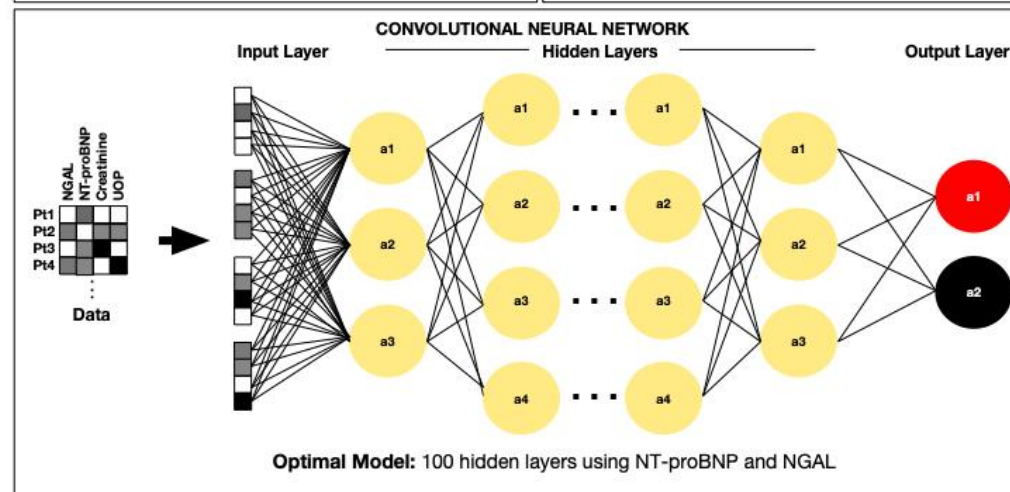 CONVOLUTIONAL NEURAL NETWORK
Input Layer
Hidden Layers
Output Layer
NGAL
NT-proBNP
Creatinine
UOP
Pt1
Pt2
Pt3
Pt4
Data
a1
a2
a3
a1
a2
a3
a4
a1
a2
a3
a4
a1
a2
a3
a1
a2
Optimal Model: 100 hidden layers using NT-proBNP and NGAL